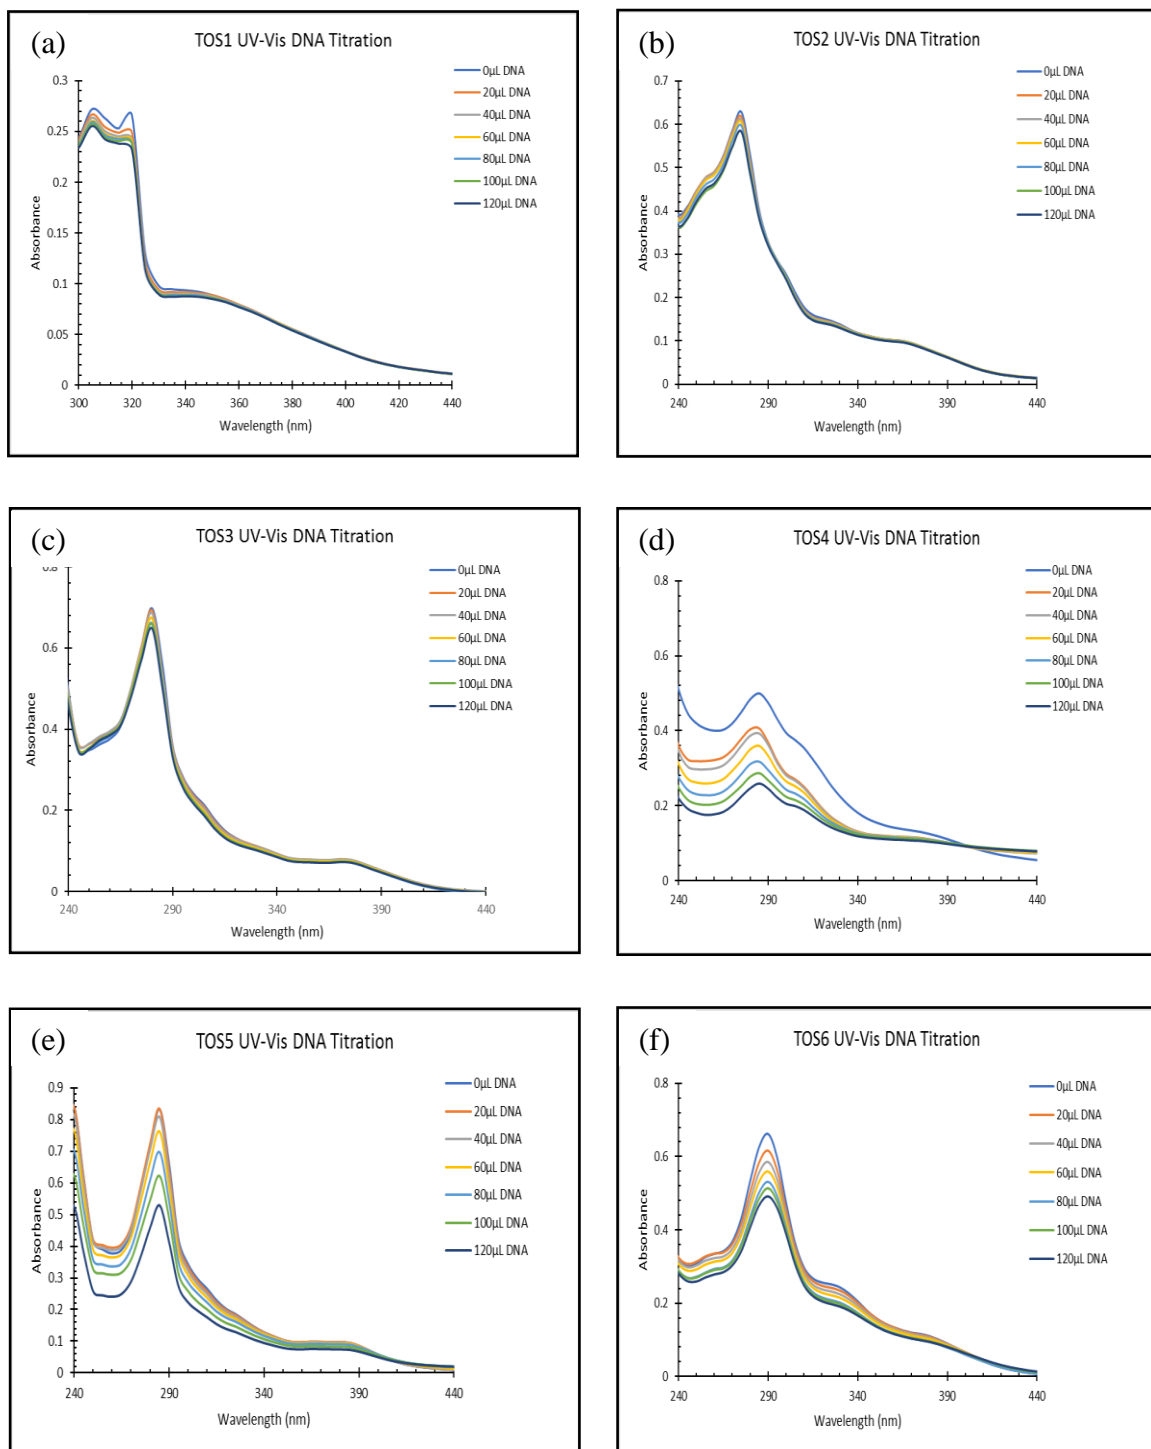 (a)
TOS1 UV-Vis DNA Titration
0µL DNA
20µL DNA
40µL DNA
60µL DNA
80µL DNA
100µL DNA
120µL DNA
0.3
0.25
0.2
0.15
0.1
0.05
0
Absorbance
300 320 340 360 380 400 420 440
Wavelength (nm)
(b)
TOS2 UV-Vis DNA Titration
0µL DNA
20µL DNA
40µL DNA
60µL DNA
80µL DNA
100µL DNA
120µL DNA
0.7
0.6
0.5
0.4
0.3
0.2
0.1
0
Absorbance
240 290 340 390 440
Wavelength (nm)
(c)
TOS3 UV-Vis DNA Titration
0µL DNA
20µL DNA
40µL DNA
60µL DNA
80µL DNA
100µL DNA
120µL DNA
0.8
0.6
0.4
0.2
0
Absorbance
240 290 340 390 440
Wavelength (nm)
(d)
TOS4 UV-Vis DNA Titration
0µL DNA
20µL DNA
40µL DNA
60µL DNA
80µL DNA
100µL DNA
120µL DNA
0.8
0.6
0.4
0.2
0
Absorbance
240 290 340 390 440
Wavelength (nm)
(e)
TOS5 UV-Vis DNA Titration
0µL DNA
20µL DNA
40µL DNA
60µL DNA
80µL DNA
100µL DNA
120µL DNA
0.9
0.8
0.7
0.6
0.5
0.4
0.3
0.2
0.1
0
Absorbance
240 290 340 390 440
Wavelength (nm)
(f)
TOS6 UV-Vis DNA Titration
0µL DNA
20µL DNA
40µL DNA
60µL DNA
80µL DNA
100µL DNA
120µL DNA
0.8
0.6
0.4
0.2
0
Absorbance
240 290 340 390 440
Wavelength (nm)